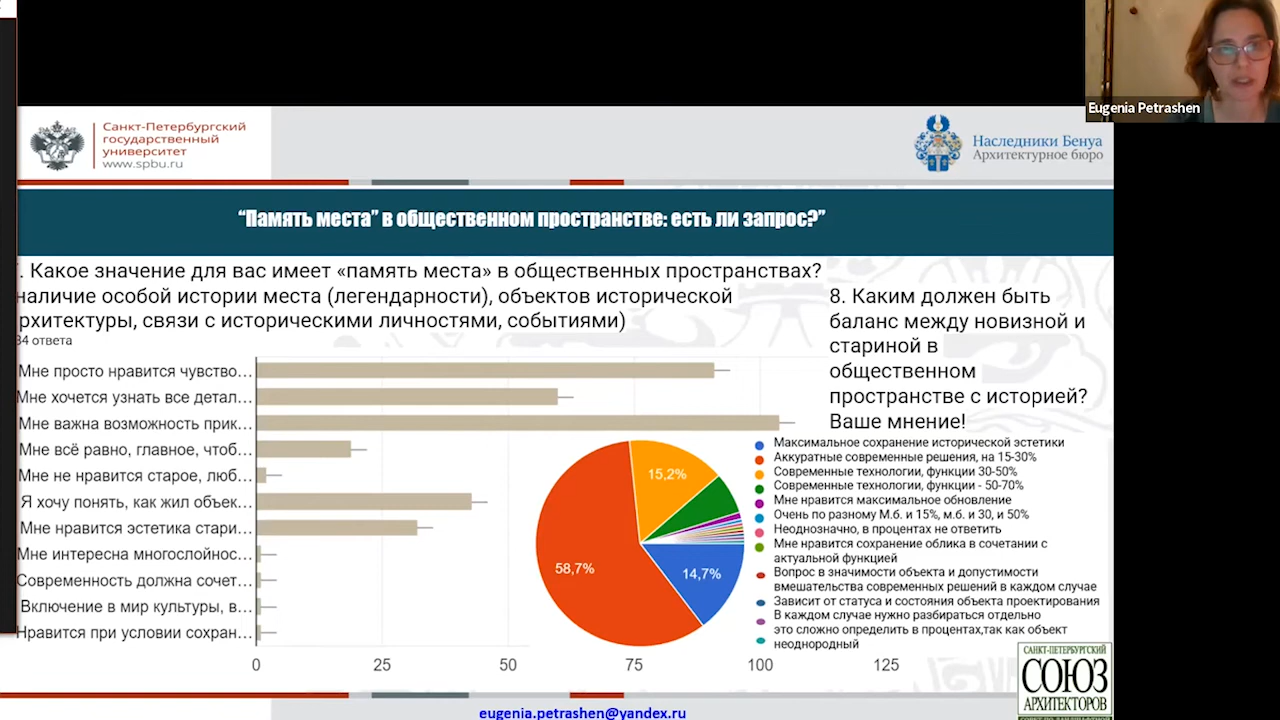 Eugenia Petrashen
Санкт-Петербургский
государственный
университет
www.spbu.ru
Наследники Бенуа
Архитектурное бюро
“Память места” в общественном пространстве: есть ли запрос?”
. Какое значение для вас имеет «память места» в общественных пространствах?
наличие особой истории места (легендарности), объектов исторической
рхитектуры, связи с историческими личностями, событиями)
34 ответа
8. Каким должен быть
баланс между новизной и
стариной в
общественном
пространстве с историей?
Ваше мнение!
Мне просто нравится чувство…
Мне хочется узнать все детал…
Мне важна возможность прик…
Мне всё равно, главное, чтоб…
Мне не нравится старое, люб…
Я хочу понять, как жил объек…
Мне нравится эстетика стари…
Мне интересна многослойнос…
Современность должна сочет…
Включение в мир культуры, в…
Нравится при условии сохран…
0 25 50 75 100 125
15,2%
58,7%
14,7%
Максимальное сохранение исторической эстетики
Аккуратные современные решения, на 15-30%
Современные технологии, функции 30-50%
Современные технологии, функции - 50-70%
Мне нравится максимальное обновление
Очень по разному М.б. и 15%, м.б. и 30, и 50%
Неоднозначно, в процентах не ответить
Мне нравится сохранение облика в сочетании с
актуальной функцией
Вопрос в значимости объекта и допустимости
вмешательства современных решений в каждом случае
Зависит от статуса и состояния объекта проектирования
В каждом случае нужно разбираться отдельно
это сложно определить в процентах,так как объект
неоднородный
САНКТ-ПЕТЕРБУРГСКИЙ
СОЮЗ
АРХИТЕКТОРОВ
eugenia.petrashen@yandex.ru